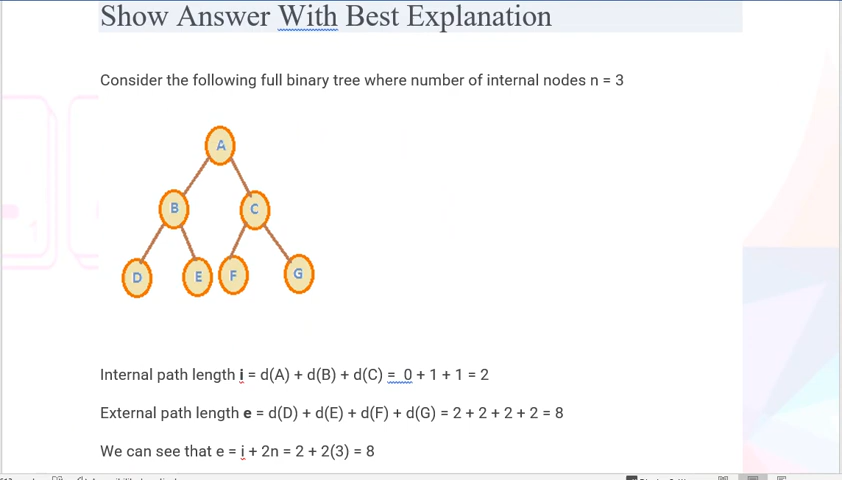 Show Answer With Best Explanation
Consider the following full binary tree where number of internal nodes n = 3
A
B
C
D
E
F
G
Internal path length i = d(A) + d(B) + d(C) = 0 + 1 + 1 = 2
External path length e = d(D) + d(E) + d(F) + d(G) = 2 + 2 + 2 + 2 = 8
We can see that e = i + 2n = 2 + 2(3) = 8